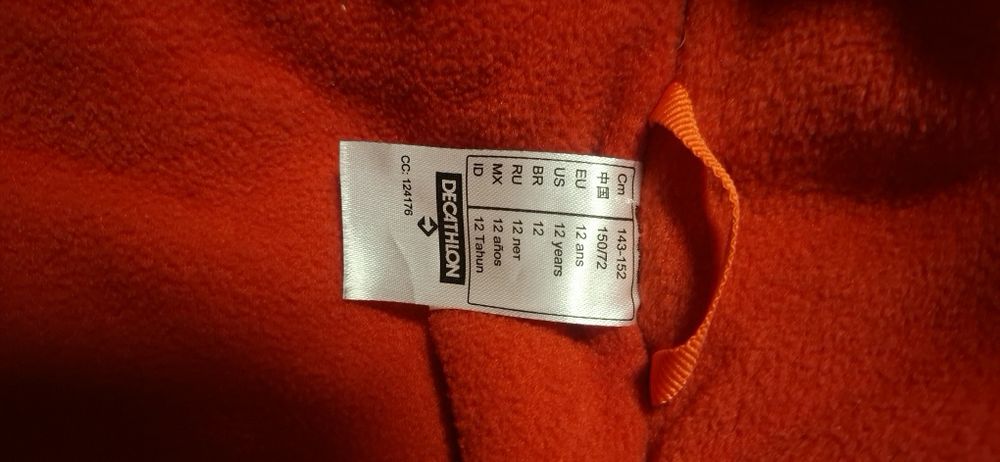 Cm 143-152
中国 150/72
EU 12 ans
US 12 years
BR 12
RU 12 лет
MX 12 años
ID 12 Tahun
DECATHLON
CC: 124176